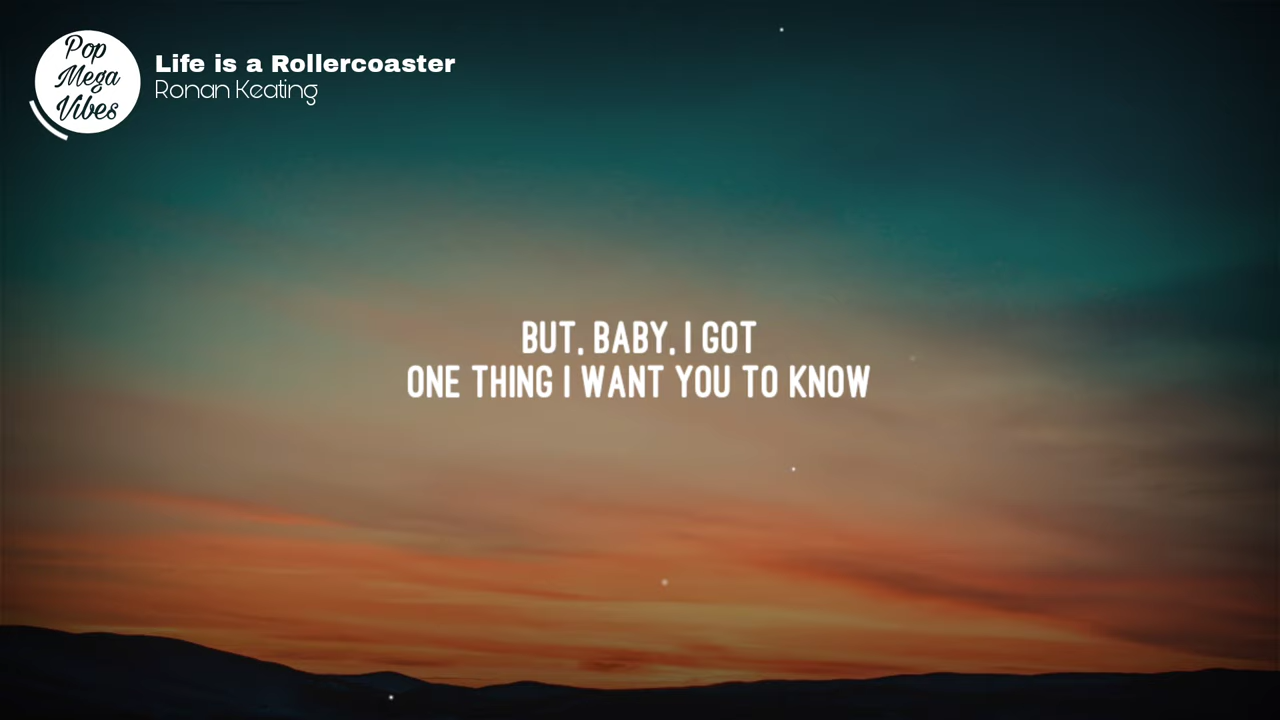 Pop
Mega
Vibes
Life is a Rollercoaster
Ronan Keating
BUT, BABY, I GOT
ONE THING I WANT YOU TO KNOW